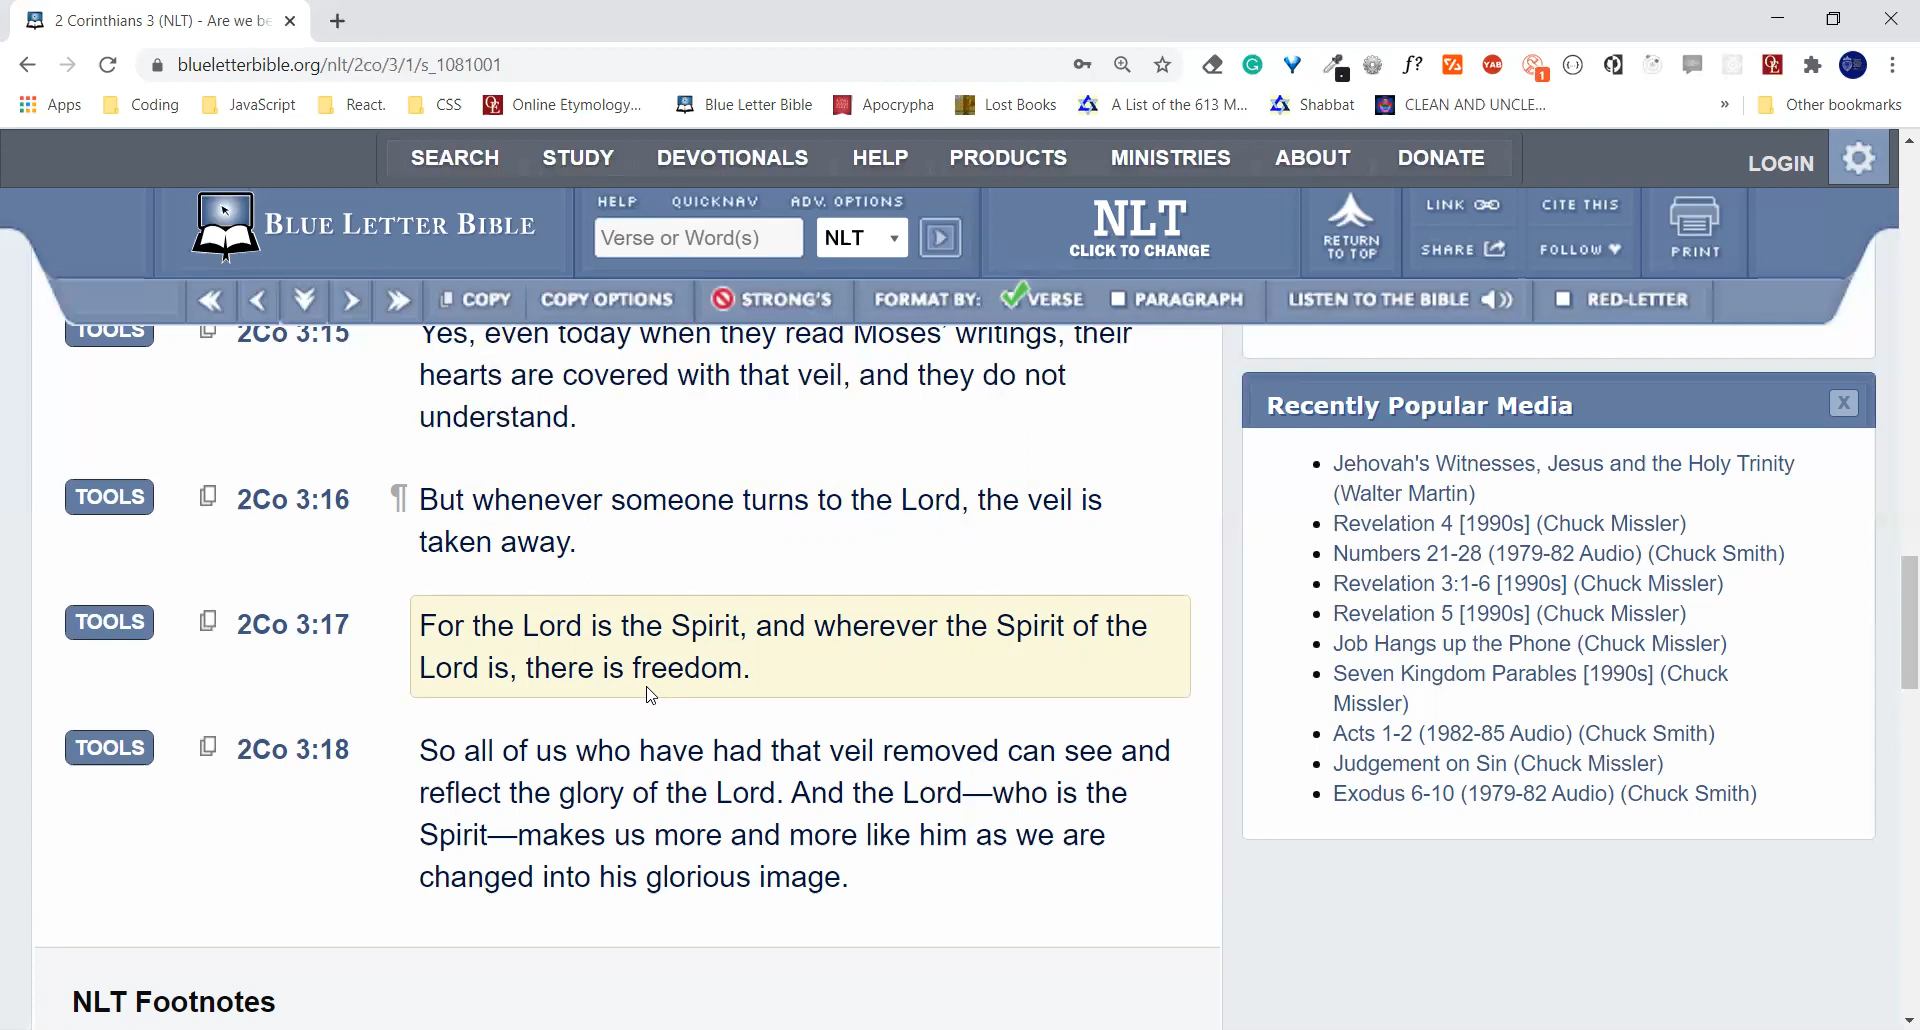 2 Corinthians 3 (NLT) - Are we be
blueletterbible.org/nlt/2co/3/1/s_1081001
f?
YAB
1
Apps Coding JavaScript React. CSS Online Etymology... Blue Letter Bible Apocrypha Lost Books A List of the 613 M... Shabbat CLEAN AND UNCLE... » Other bookmarks
SEARCH STUDY DEVOTIONALS HELP PRODUCTS MINISTRIES ABOUT DONATE LOGIN
BLUE LETTER BIBLE
HELP QUICKNAV ADV. OPTIONS
Verse or Word(s) NLT
NLT
CLICK TO CHANGE
RETURN
TO TOP
LINK CITE THIS
SHARE FOLLOW
PRINT
COPY COPY OPTIONS STRONG'S FORMAT BY: VERSE PARAGRAPH LISTEN TO THE BIBLE RED-LETTER
TOOLS 2Co 3:15 Yes, even today when they read Moses' writings, their
hearts are covered with that veil, and they do not
understand.
TOOLS 2Co 3:16 ¶ But whenever someone turns to the Lord, the veil is
taken away.
TOOLS 2Co 3:17 For the Lord is the Spirit, and wherever the Spirit of the
Lord is, there is freedom.
TOOLS 2Co 3:18 So all of us who have had that veil removed can see and
reflect the glory of the Lord. And the Lord—who is the
Spirit—makes us more and more like him as we are
changed into his glorious image.
NLT Footnotes
Recently Popular Media X
• Jehovah's Witnesses, Jesus and the Holy Trinity
(Walter Martin)
• Revelation 4 [1990s] (Chuck Missler)
• Numbers 21-28 (1979-82 Audio) (Chuck Smith)
• Revelation 3:1-6 [1990s] (Chuck Missler)
• Revelation 5 [1990s] (Chuck Missler)
• Job Hangs up the Phone (Chuck Missler)
• Seven Kingdom Parables [1990s] (Chuck
Missler)
• Acts 1-2 (1982-85 Audio) (Chuck Smith)
• Judgement on Sin (Chuck Missler)
• Exodus 6-10 (1979-82 Audio) (Chuck Smith)